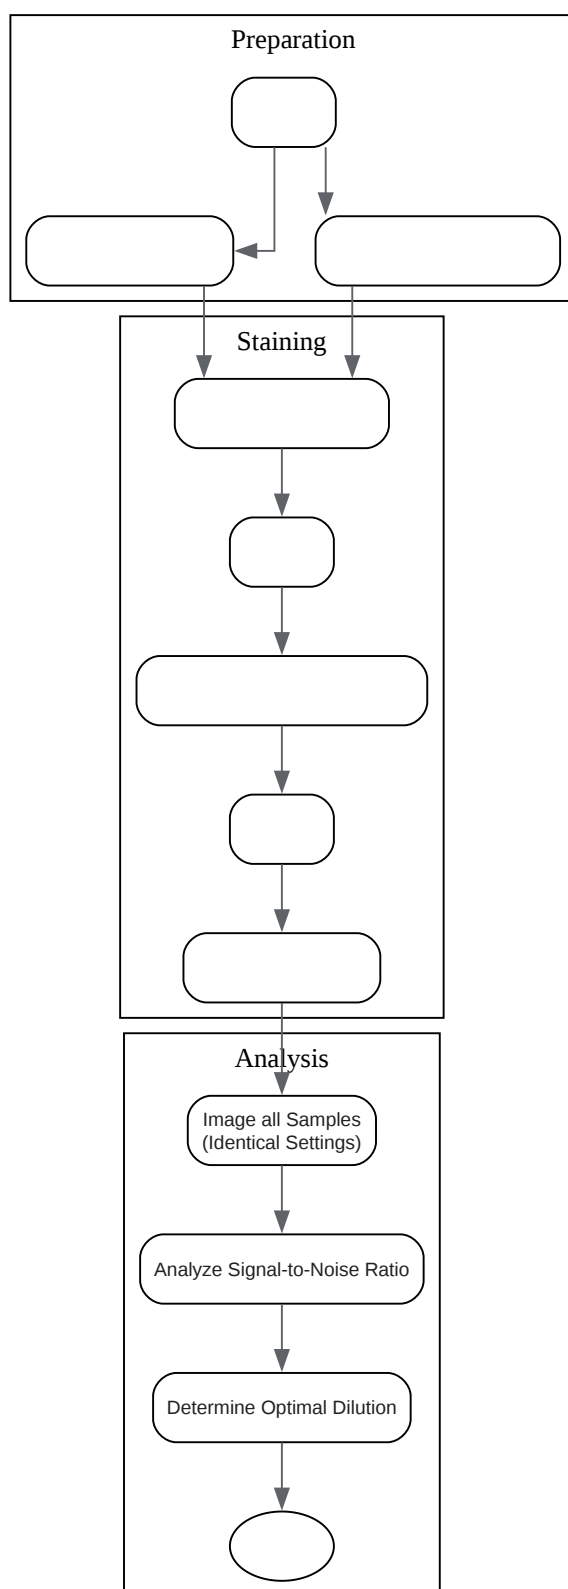 Preparation
Staining
Analysis
Image all Samples
(Identical Settings)
Analyze Signal-to-Noise Ratio
Determine Optimal Dilution